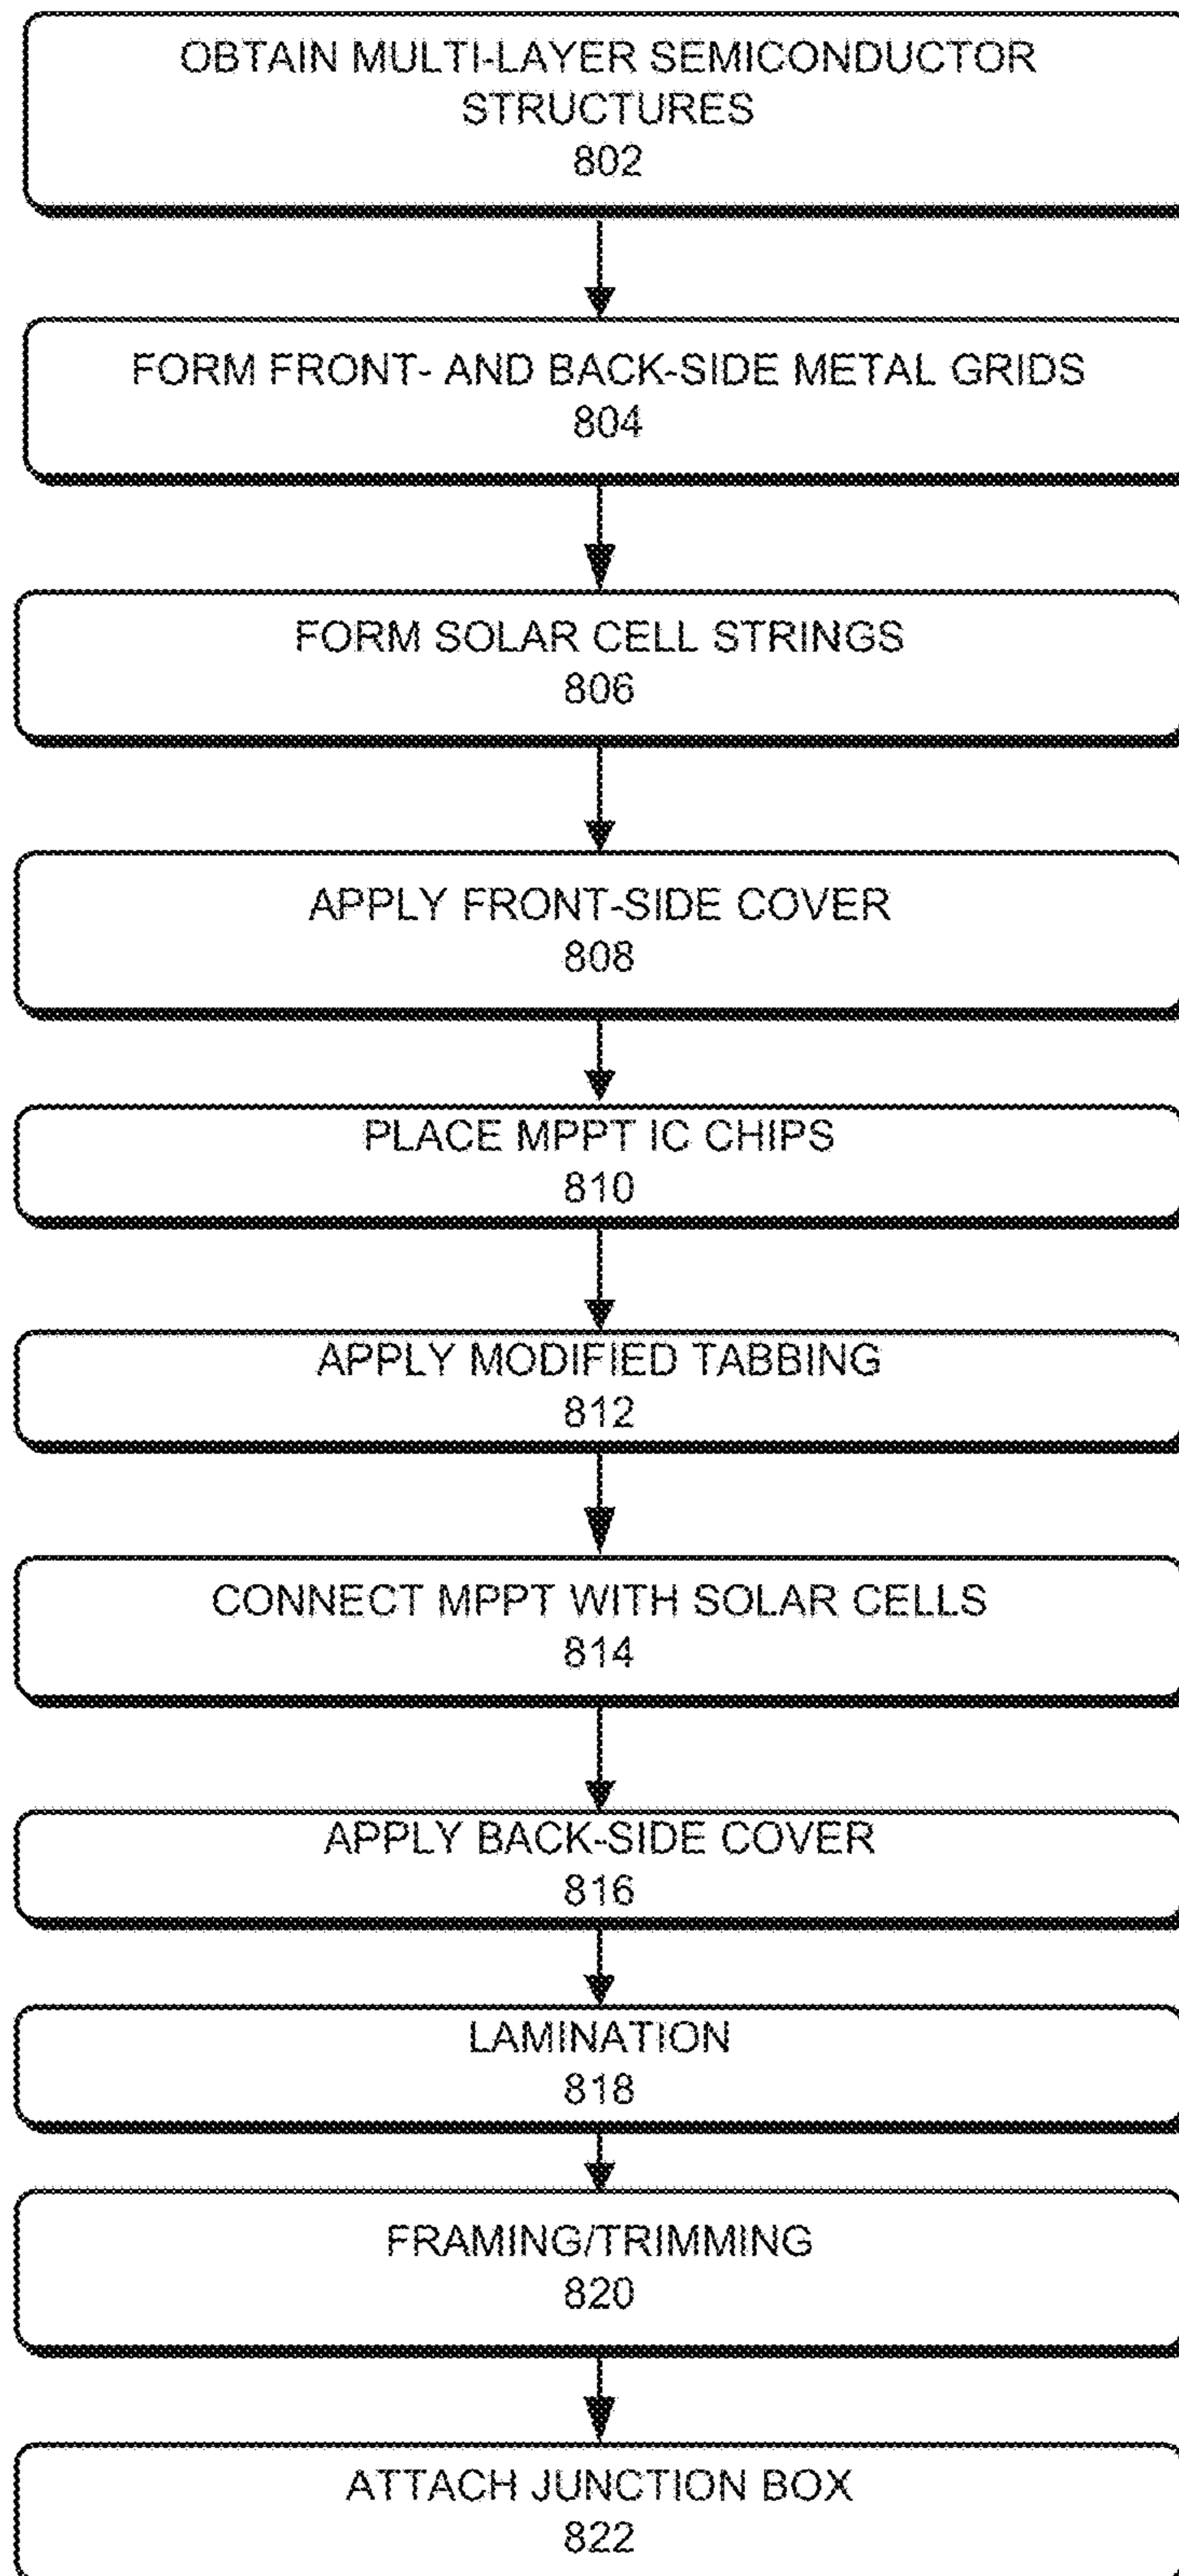 OBTAIN MULTI-LAYER SEMICONDUCTOR
STRUCTURES
802
FORM FRONT- AND BACK-SIDE METAL GRIDS
804
FORM SOLAR CELL STRINGS
806
APPLY FRONT-SIDE COVER
808
PLACE MPPT IC CHIPS
810
APPLY MODIFIED TABBING
812
CONNECT MPPT WITH SOLAR CELLS
814
APPLY BACK-SIDE COVER
816
LAMINATION
818
FRAMING/TRIMMING
820
ATTACH JUNCTION BOX
822